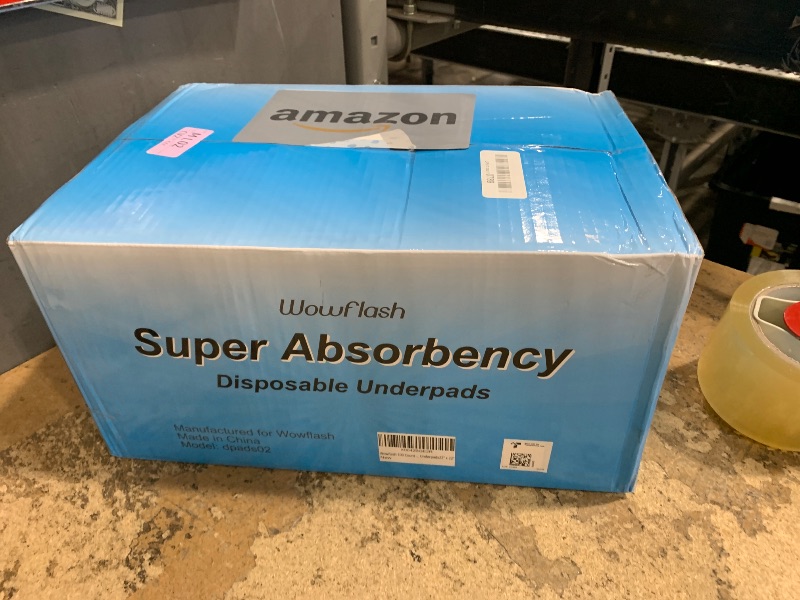 amazon
Wowflash
Super Absorbency
Disposable Underpads
Manufactured for Wowflash
Made in China
Model: dpads02